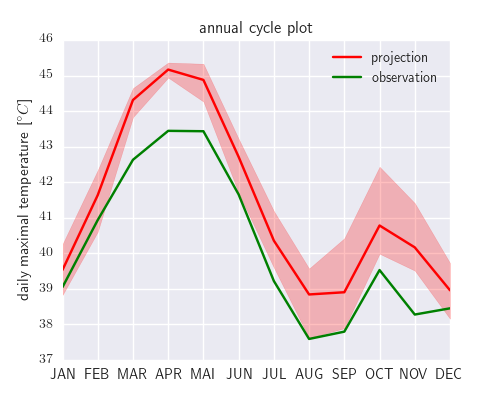 annual cycle plot
projection
observation
daily maximal temperature [°C]
46
45
44
43
42
41
40
39
38
37
JAN FEB MAR APR MAI JUN JUL AUG SEP OCT NOV DEC